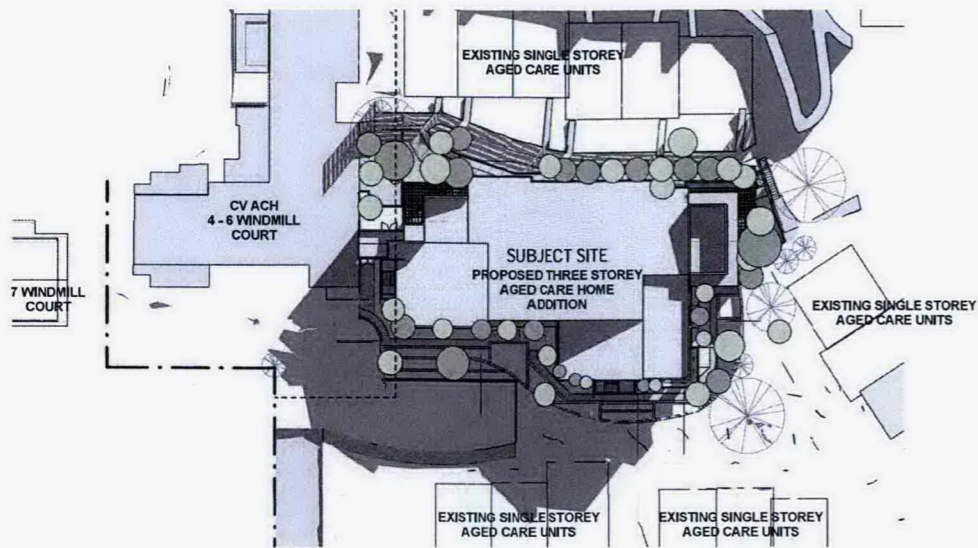 EXISTING SINGLE STOREY
AGED CARE UNITS
CV ACH
4 - 6 WINDMILL
COURT
SUBJECT SITE
PROPOSED THREE STOREY
AGED CARE HOME
ADDITION
7 WINDMILL
COURT
EXISTING SINGLE STOREY
AGED CARE UNITS
EXISTING SINGLE STOREY
AGED CARE UNITS
EXISTING SINGLE STOREY
AGED CARE UNITS